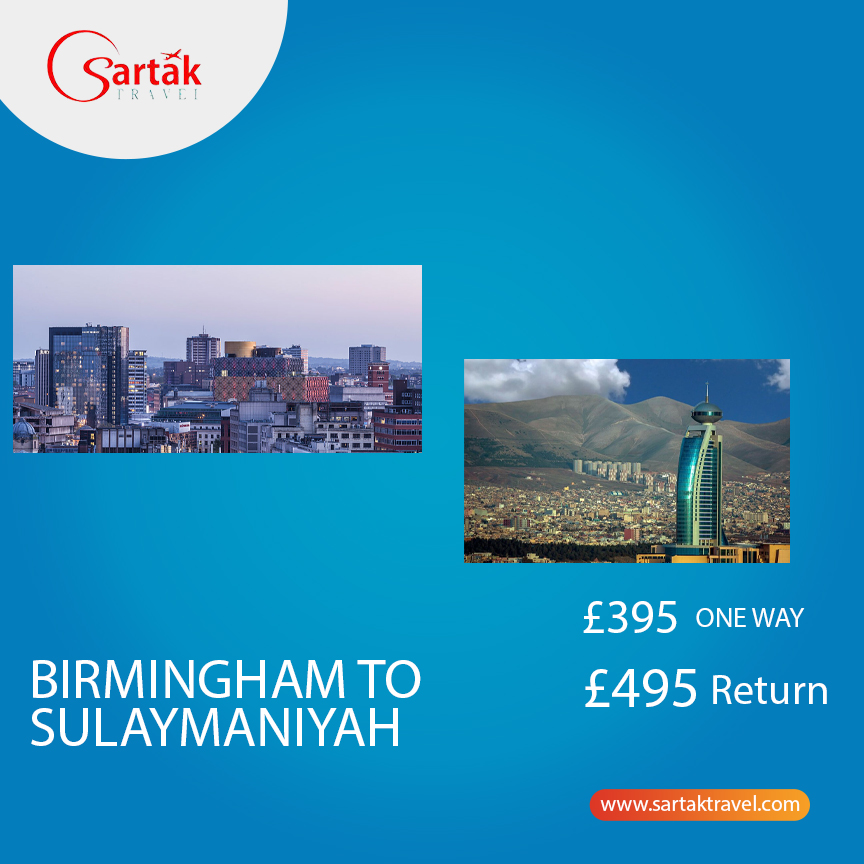 Sartak
TRAVEL
BIRMINGHAM TO
SULAYMANIYAH
£395 ONE WAY
£495 Return
www.sartaktravel.com